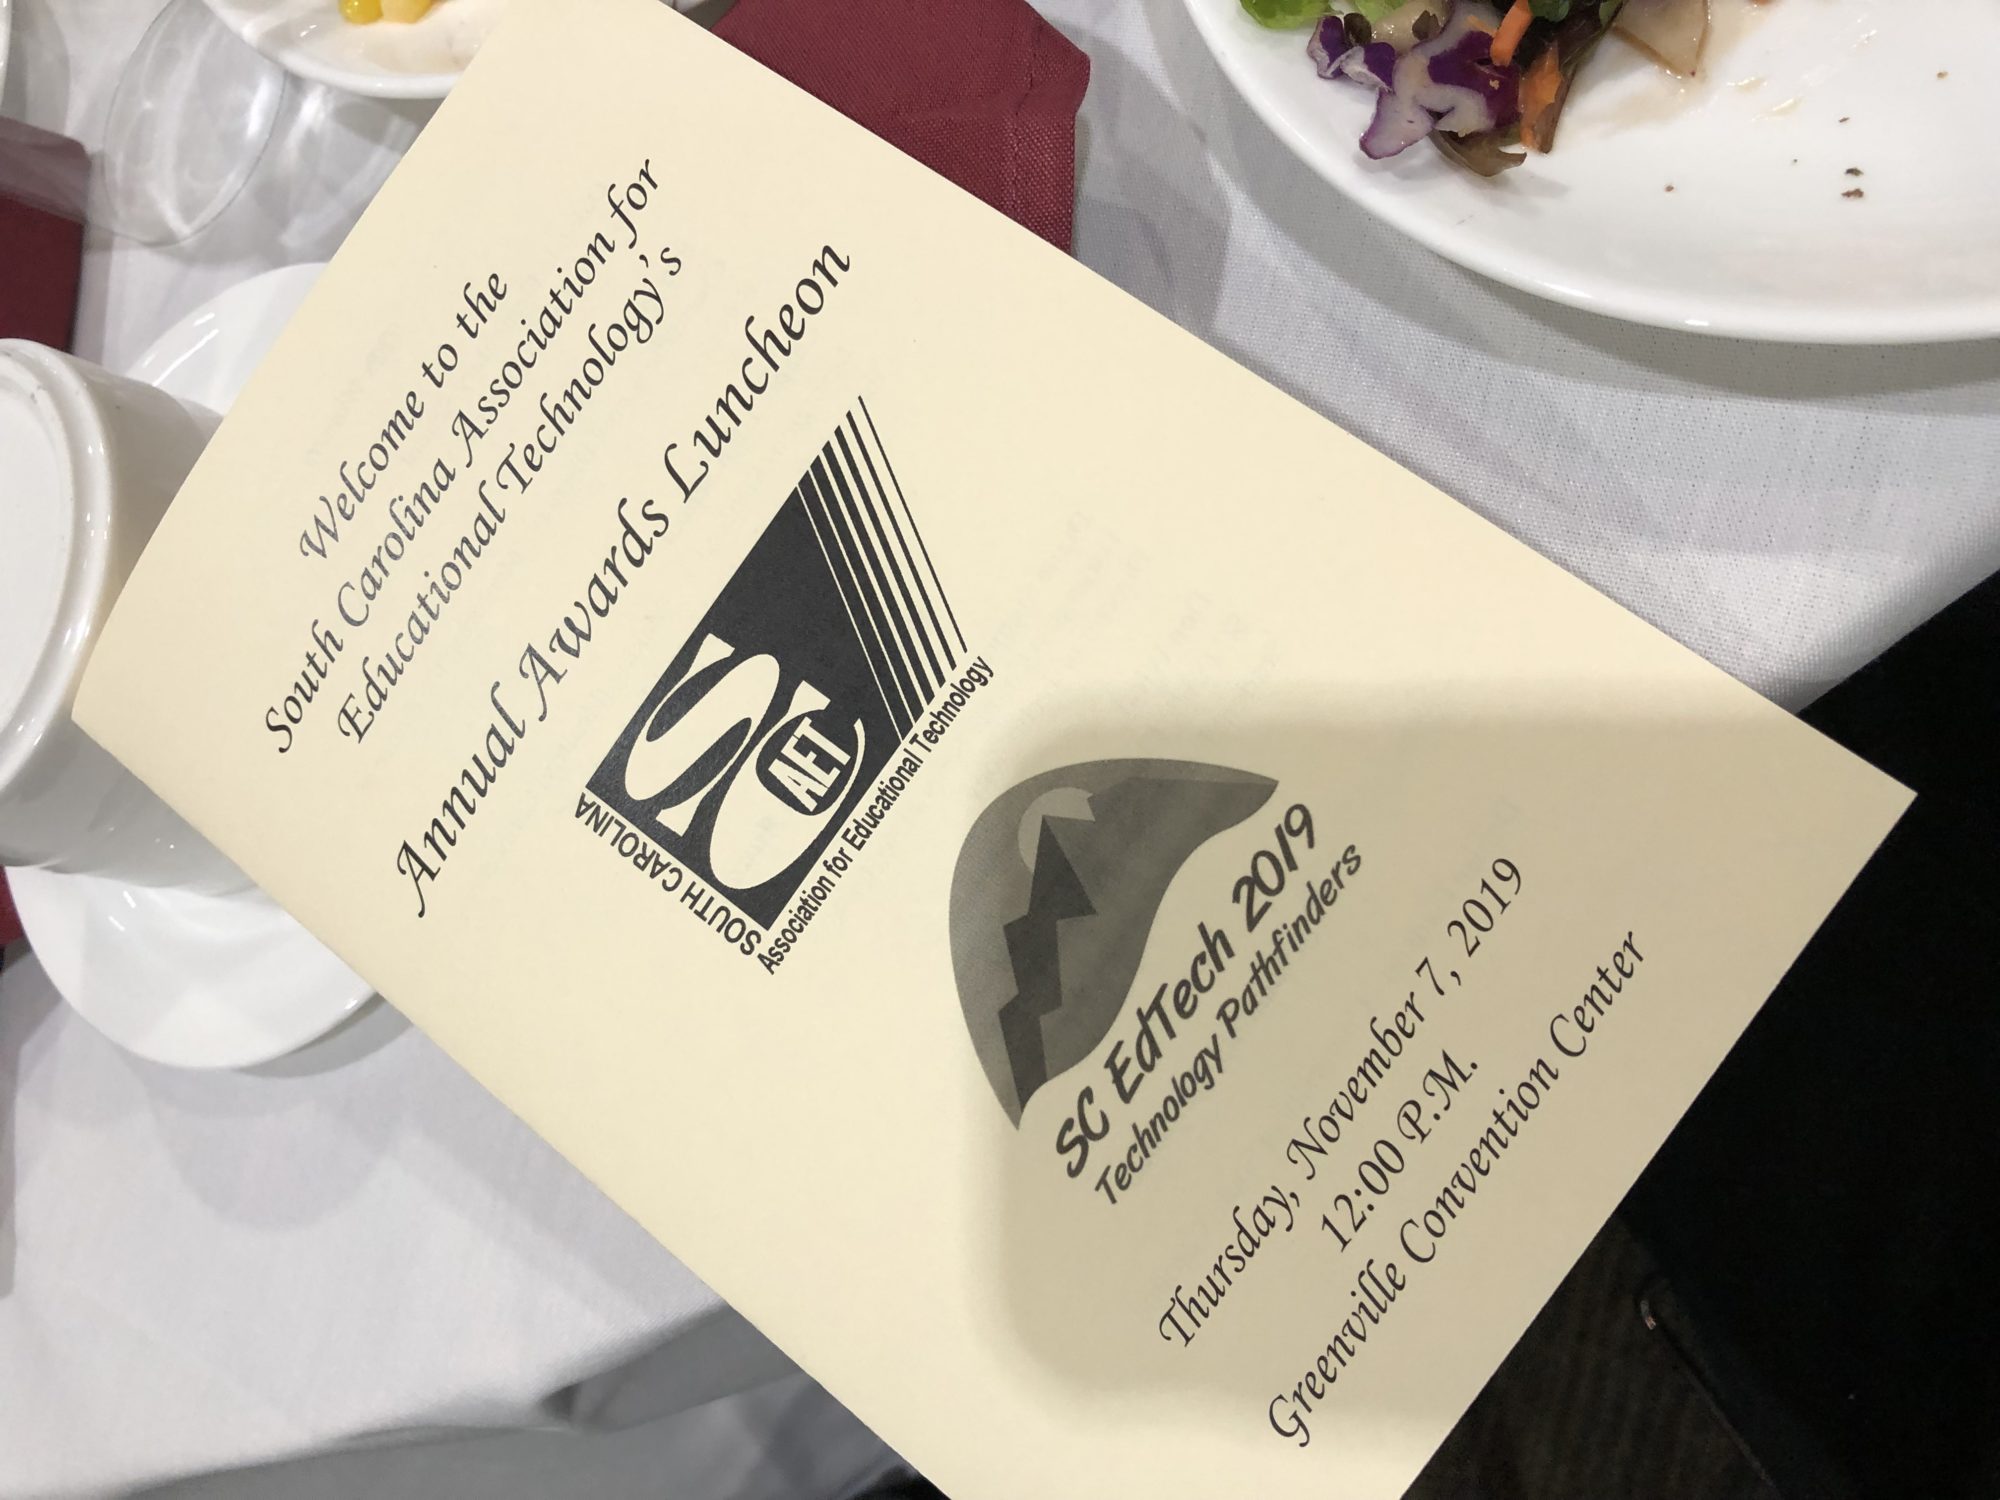 Welcome to the
South Carolina Association for
Educational Technology's
Annual Awards Luncheon
SC
AET
SOUTH CAROLINA
Association for Educational Technology
SC EdTech 2019
Technology Pathfinders
Thursday, November 7, 2019
12:00 P.M.
Greenville Convention Center